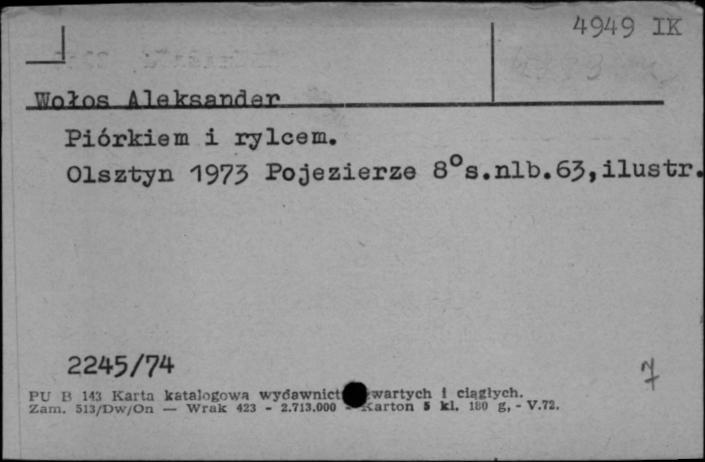 4949 IK
Wołos Aleksander
Piórkiem i rylcem.
Olsztyn 1973 Pojezierze 8°s.nlb.63,ilustr.
2245/74
7
PU B 143 Karta katalogowa wydawnict wartych i ciągłych.
Zam. 513/Dw/On — Wrak 423 - 2.713.000 - Karton 5 kl. 180 g, - V.72.